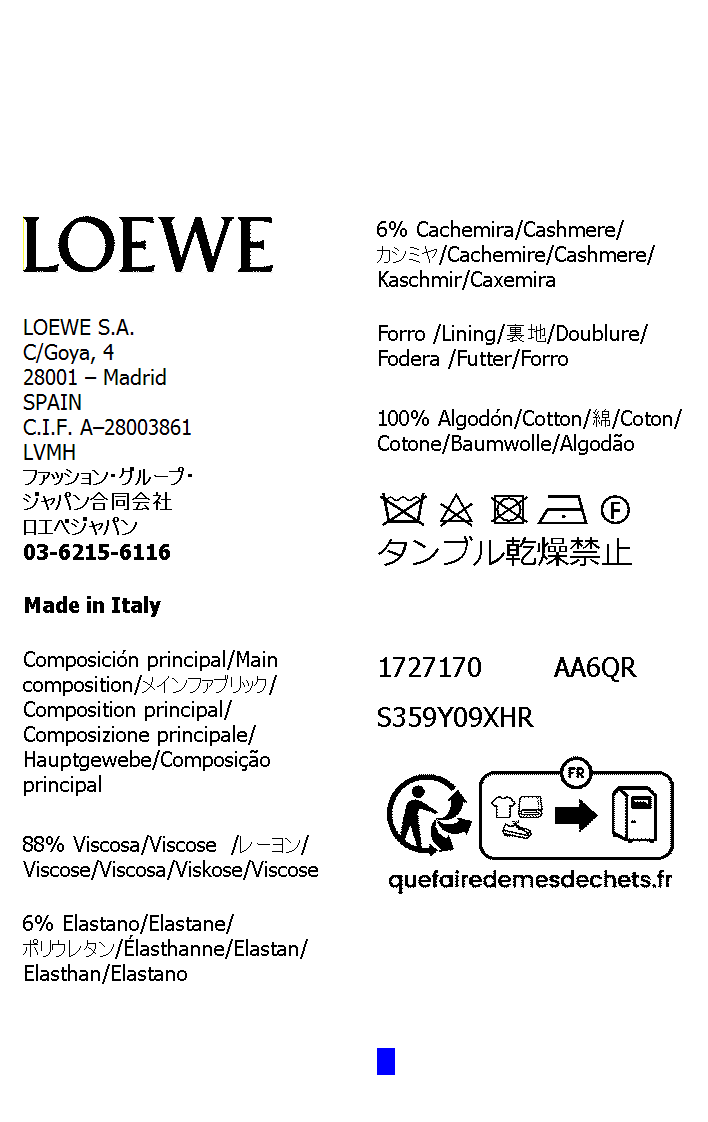 LOEWE
LOEWE S.A.
C/Goya, 4
28001 – Madrid
SPAIN
C.I.F. A–28003861
LVMH
ファッション・グループ・
ジャパン合同会社
ロエベジャパン
03-6215-6116
Made in Italy
Composición principal/Main
composition/メインファブリック/
Composition principal/
Composizione principale/
Hauptgewebe/Composição
principal
88% Viscosa/Viscose /レーヨン/
Viscose/Viscosa/Viskose/Viscose
6% Elastano/Elastane/
ポリウレタン/Élasthanne/Elastan/
Elasthan/Elastano
6% Cachemira/Cashmere/
カシミヤ/Cachemire/Cashmere/
Kaschmir/Caxemira
Forro /Lining/裏地/Doublure/
Fodera /Futter/Forro
100% Algodón/Cotton/綿/Coton/
Cotone/Baumwolle/Algodão
F
タンブル乾燥禁止
1727170 AA6QR
S359Y09XHR
FR
quefairedemesdechets.fr